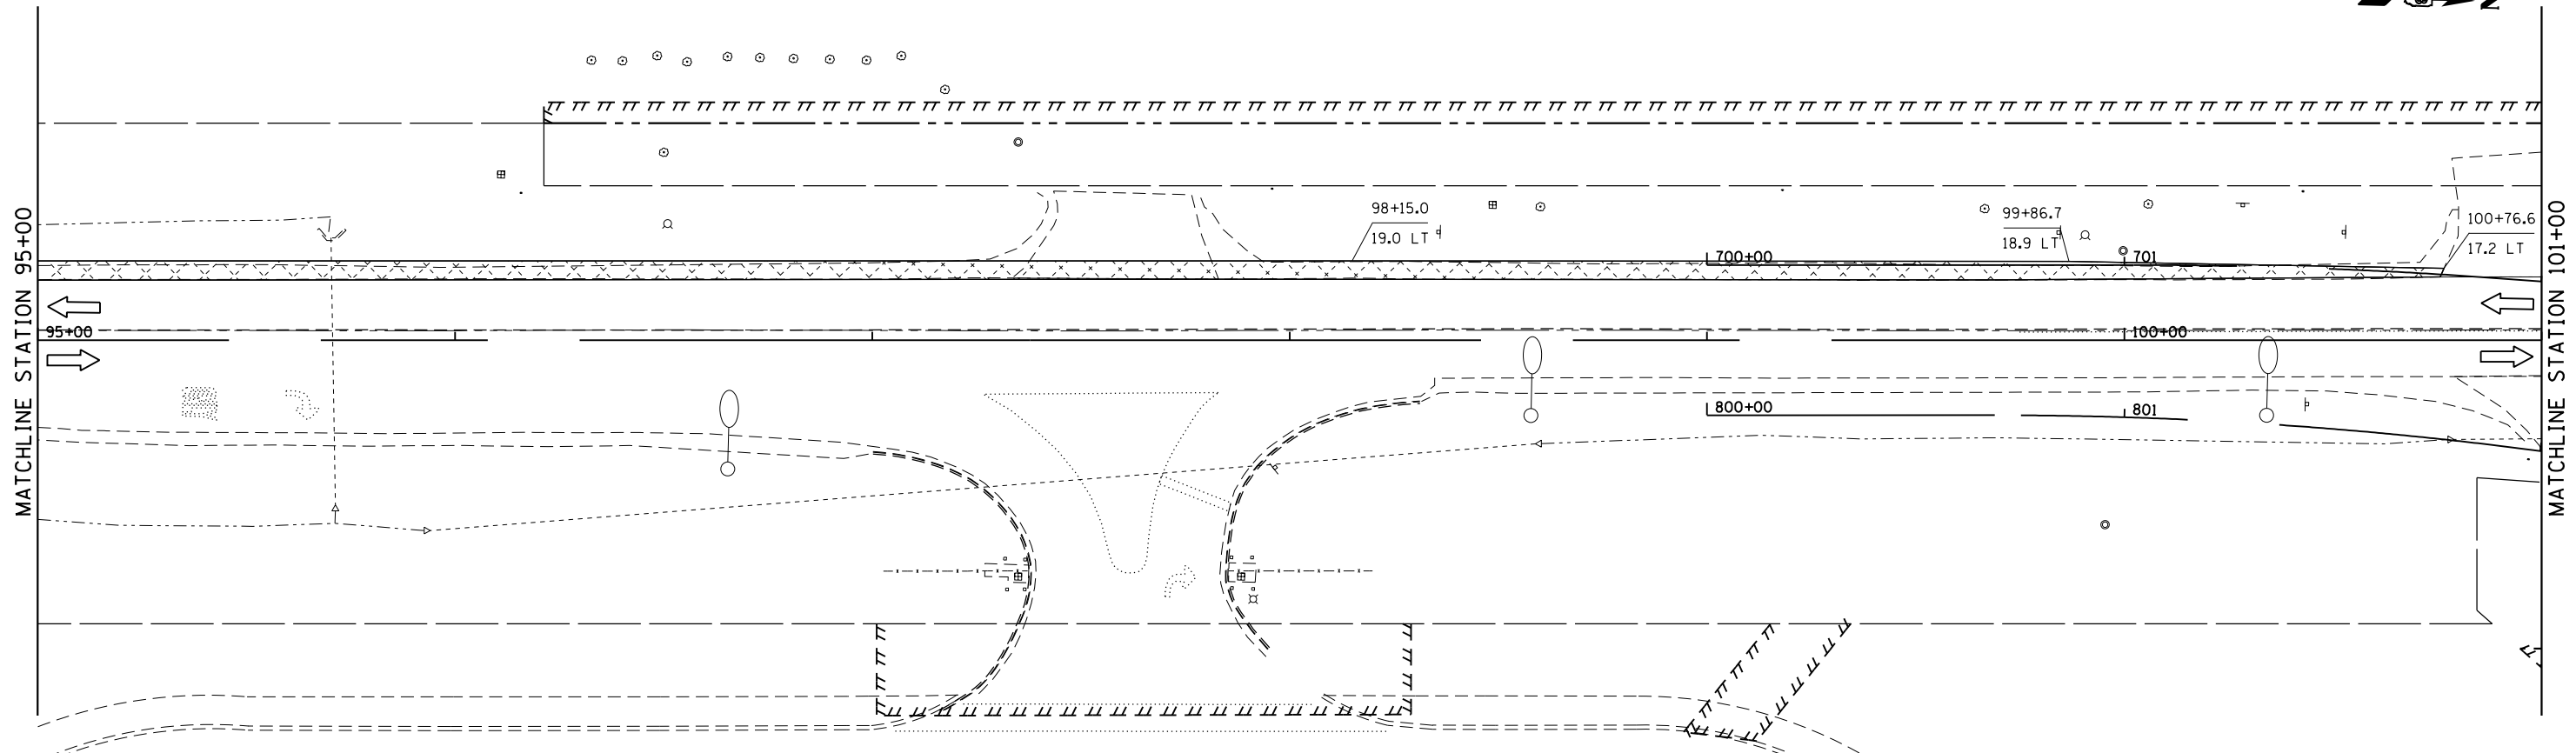 MATCHLINE STATION 95+00
N
98+15.0
19.0 LT
99+86.7
18.9 LT
100+76.6
17.2 LT
700+00
701
95+00
100+00
800+00
801
MATCHLINE STATION 101+00